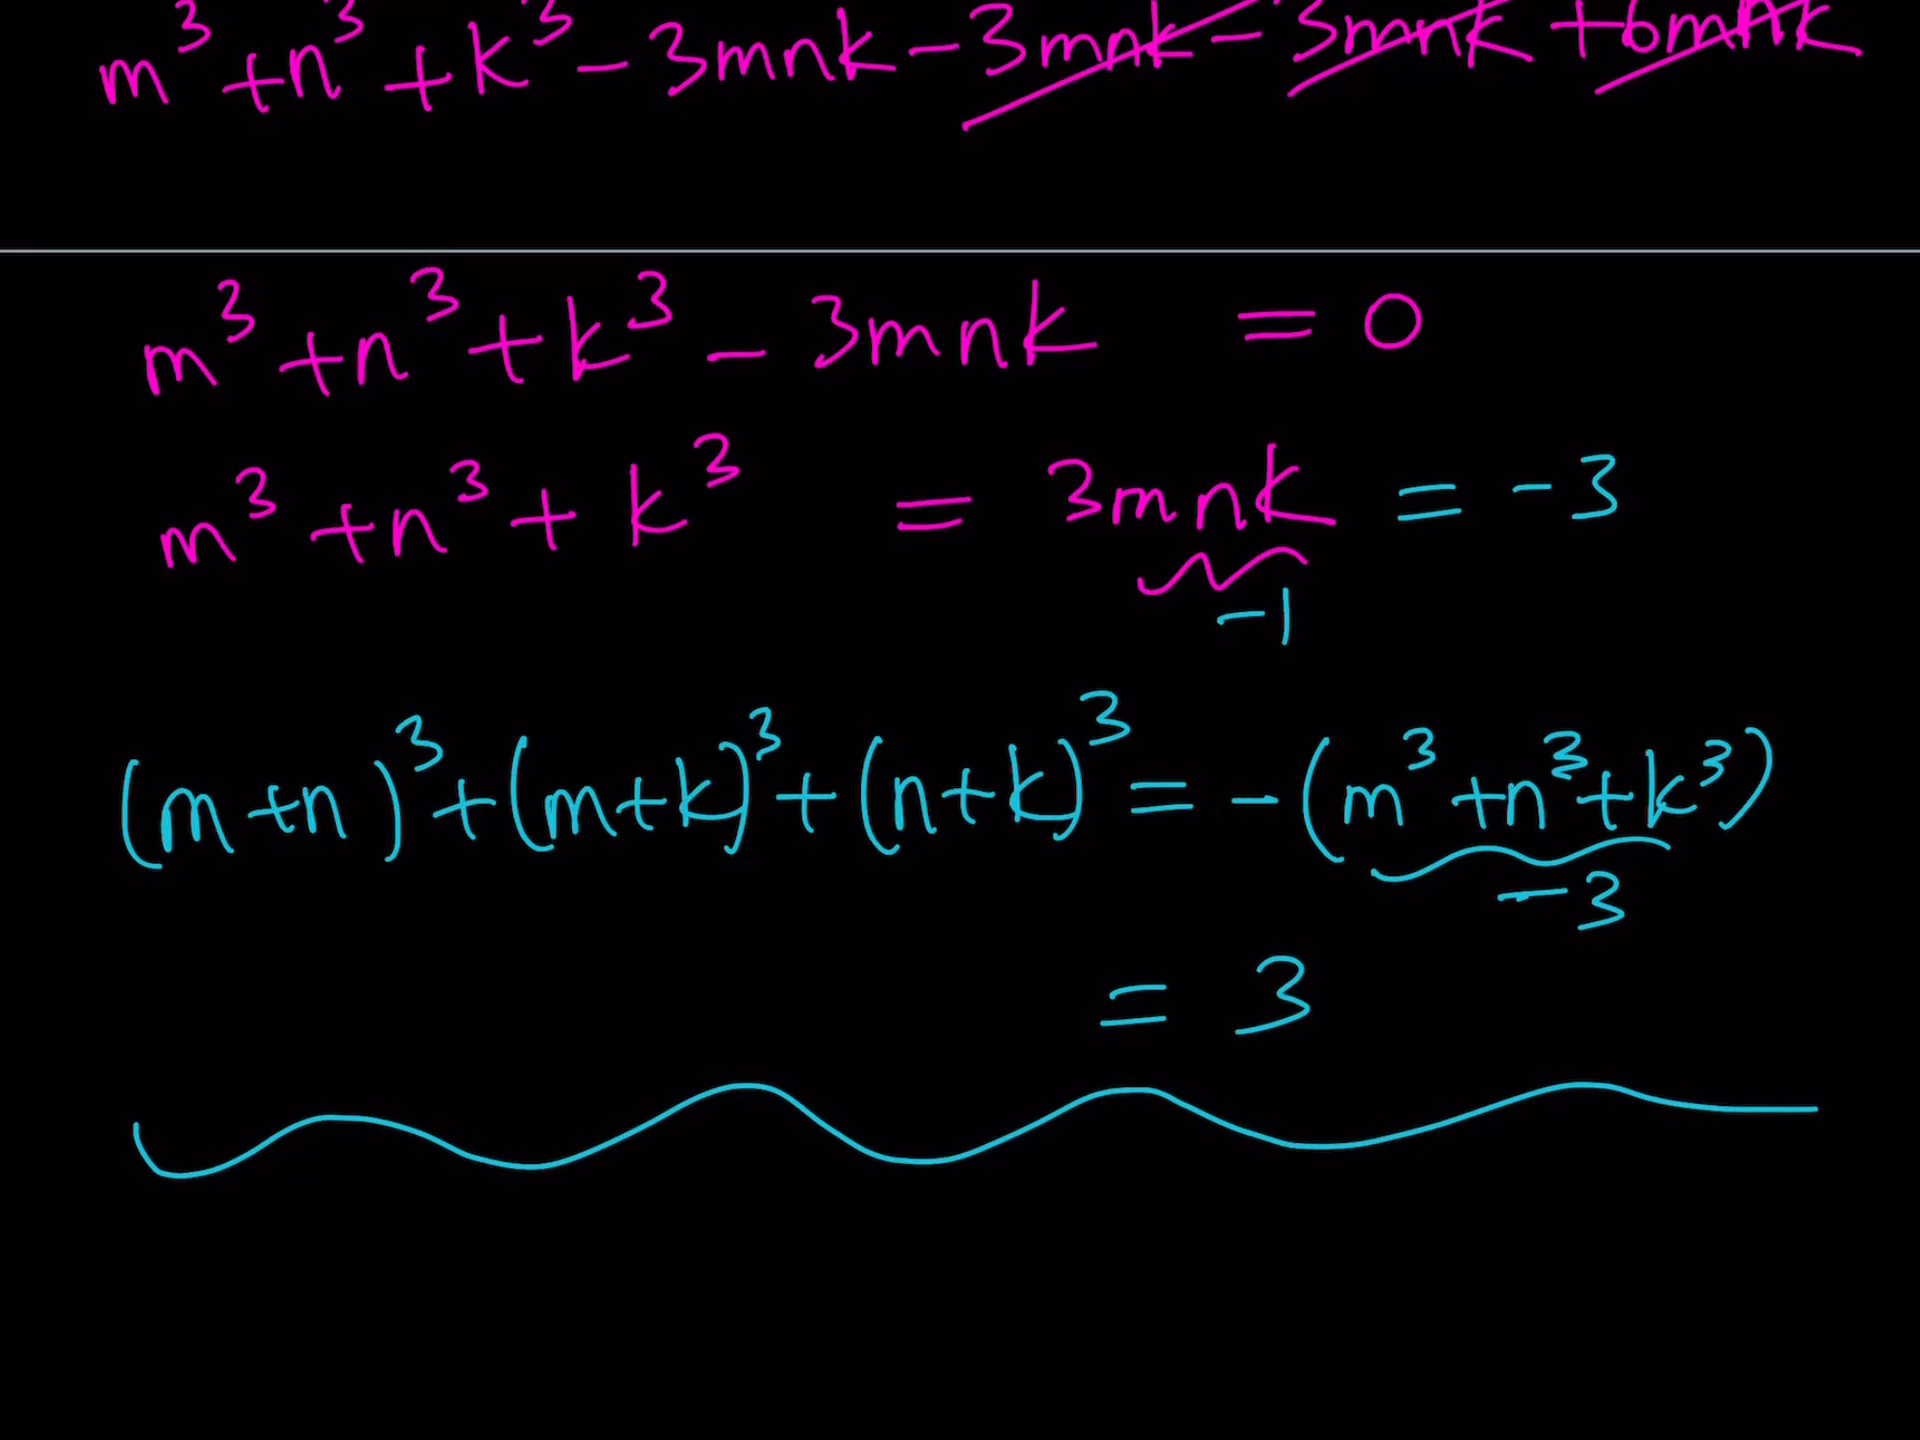 m³ + n³ + k³ - 3mnk - 3mnk - 3mnk + 6mnk
m³ + n³ + k³ - 3mnk = 0
m³ + n³ + k³ = 3mnk = -3
-1
(m+n)³ + (m+k)³ + (n+k)³ = -(m³ + n³ + k³)
-3
= 3